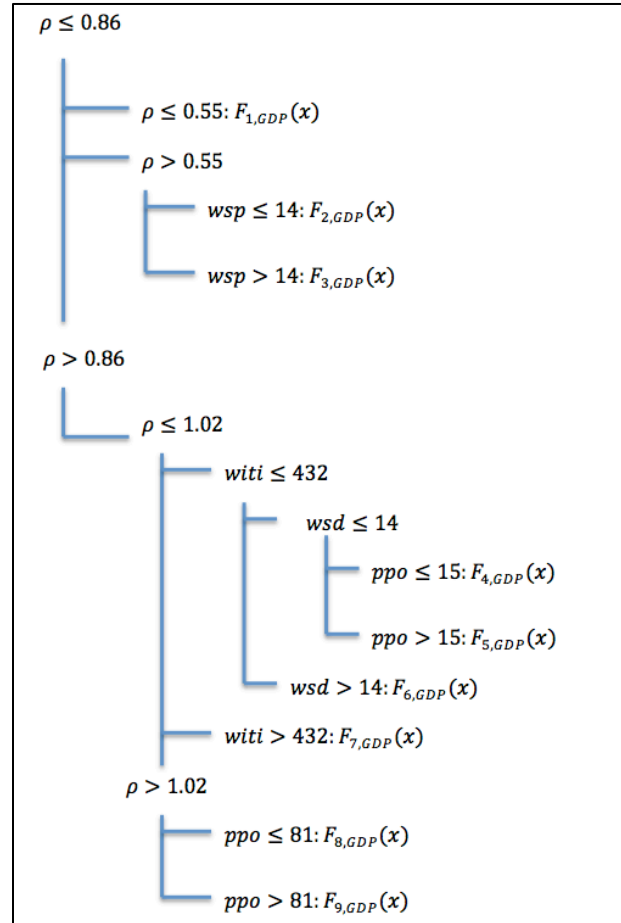 ρ ≤ 0.86
ρ ≤ 0.55: F₁,GDP(x)
ρ > 0.55
wsp ≤ 14: F₂,GDP(x)
wsp > 14: F₃,GDP(x)
ρ > 0.86
ρ ≤ 1.02
witi ≤ 432
wsd ≤ 14
ppo ≤ 15: F₄,GDP(x)
ppo > 15: F₅,GDP(x)
wsd > 14: F₆,GDP(x)
witi > 432: F₇,GDP(x)
ρ > 1.02
ppo ≤ 81: F₈,GDP(x)
ppo > 81: F₉,GDP(x)